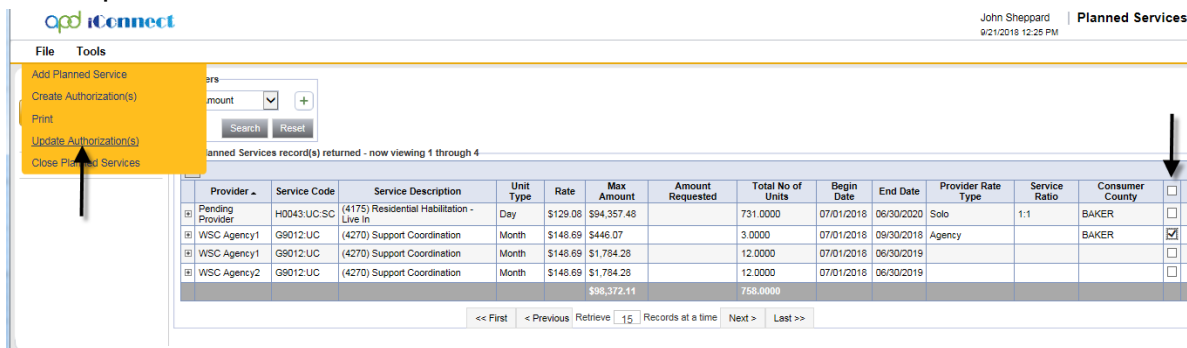 apd iConnect
John Sheppard
9/21/2018 12:25 PM
Planned Services
File Tools
Add Planned Service
Create Authorization(s)
Print
Update Authorization(s)
Close Planned Services
Search Reset
Services record(s) returned - now viewing 1 through 4
Provider Service Code Service Description Unit Type Rate Max Amount Amount Requested Total No of Units Begin Date End Date Provider Rate Type Service Ratio Consumer County
Pending Provider H0043:UC:SC (4175) Residential Habilitation - Live In Day $129.08 $94,357.48 731.0000 07/01/2018 06/30/2020 Solo 1:1 BAKER
WSC Agency1 G9012:UC (4270) Support Coordination Month $148.69 $446.07 3.0000 07/01/2018 09/30/2018 Agency BAKER
WSC Agency1 G9012:UC (4270) Support Coordination Month $148.69 $1,784.28 12.0000 07/01/2018 06/30/2019
WSC Agency2 G9012:UC (4270) Support Coordination Month $148.69 $1,784.28 12.0000 07/01/2018 06/30/2019
$98,372.11 758.0000
<< First < Previous Retrieve 15 Records at a time Next > Last >>